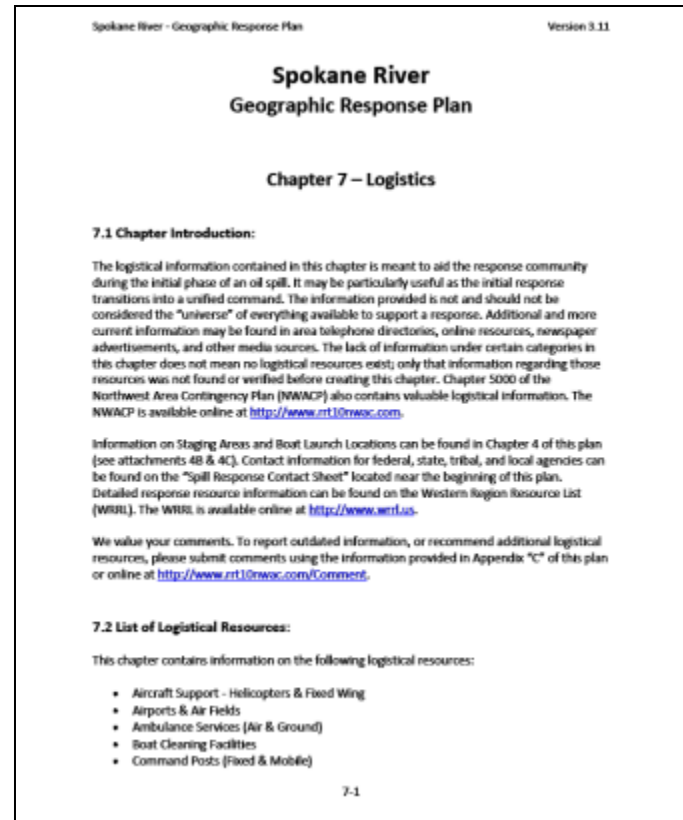 Spokane River - Geographic Response Plan Version 3.11
Spokane River
Geographic Response Plan
Chapter 7 – Logistics
7.1 Chapter Introduction:
The logistical information contained in this chapter is meant to aid the response community
during the initial phase of an oil spill. It may be particularly useful as the initial response
transitions into a unified command. The information provided is not and should not be
considered the "universe" of everything available to support a response. Additional and more
current information may be found in area telephone directories, online resources, newspaper
advertisements, and other media sources. The lack of information under certain categories in
this chapter does not mean no logistical resources exist; only that information regarding those
resources was not found or verified before creating this chapter. Chapter 5000 of the
Northwest Area Contingency Plan (NWACP) also contains valuable logistical information. The
NWACP is available online at http://www.rrt10nwac.com.
Information on Staging Areas and Boat Launch Locations can be found in Chapter 4 of this plan
(see attachments 4B & 4C). Contact information for federal, state, tribal, and local agencies can
be found on the "Spill Response Contact Sheet" located near the beginning of this plan.
Detailed response resource information can be found on the Western Region Resource List
(WRRL). The WRRL is available online at http://www.wrrl.us.
We value your comments. To report outdated information, or recommend additional logistical
resources, please submit comments using the information provided in Appendix "C" of this plan
or online at http://www.rrt10nwac.com/Comment.
7.2 List of Logistical Resources:
This chapter contains information on the following logistical resources:
• Aircraft Support - Helicopters & Fixed Wing
• Airports & Air Fields
• Ambulance Services (Air & Ground)
• Boat Cleaning Facilities
• Command Posts (Fixed & Mobile)
7-1